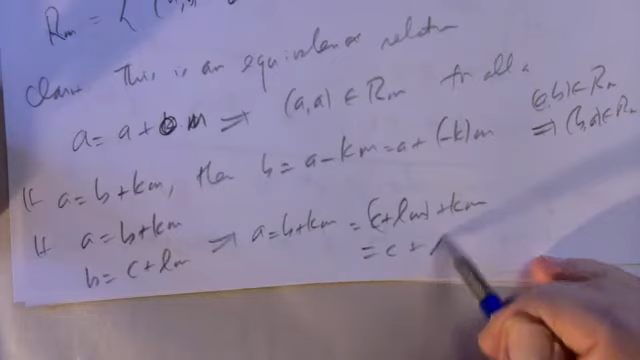 Rm = { (a, b)
Claim This is an equivalence relation
a = a + 0 m ⇒ (a,a) ∈ Rm for all a
If a = b + km, then b = a - km = a + (-k)m (a,b) ∈ Rm ⇒ (b,a) ∈ Rm
If a = b + km
b = c + lm ⇒ a = b + km = (c + lm) + km
= c +